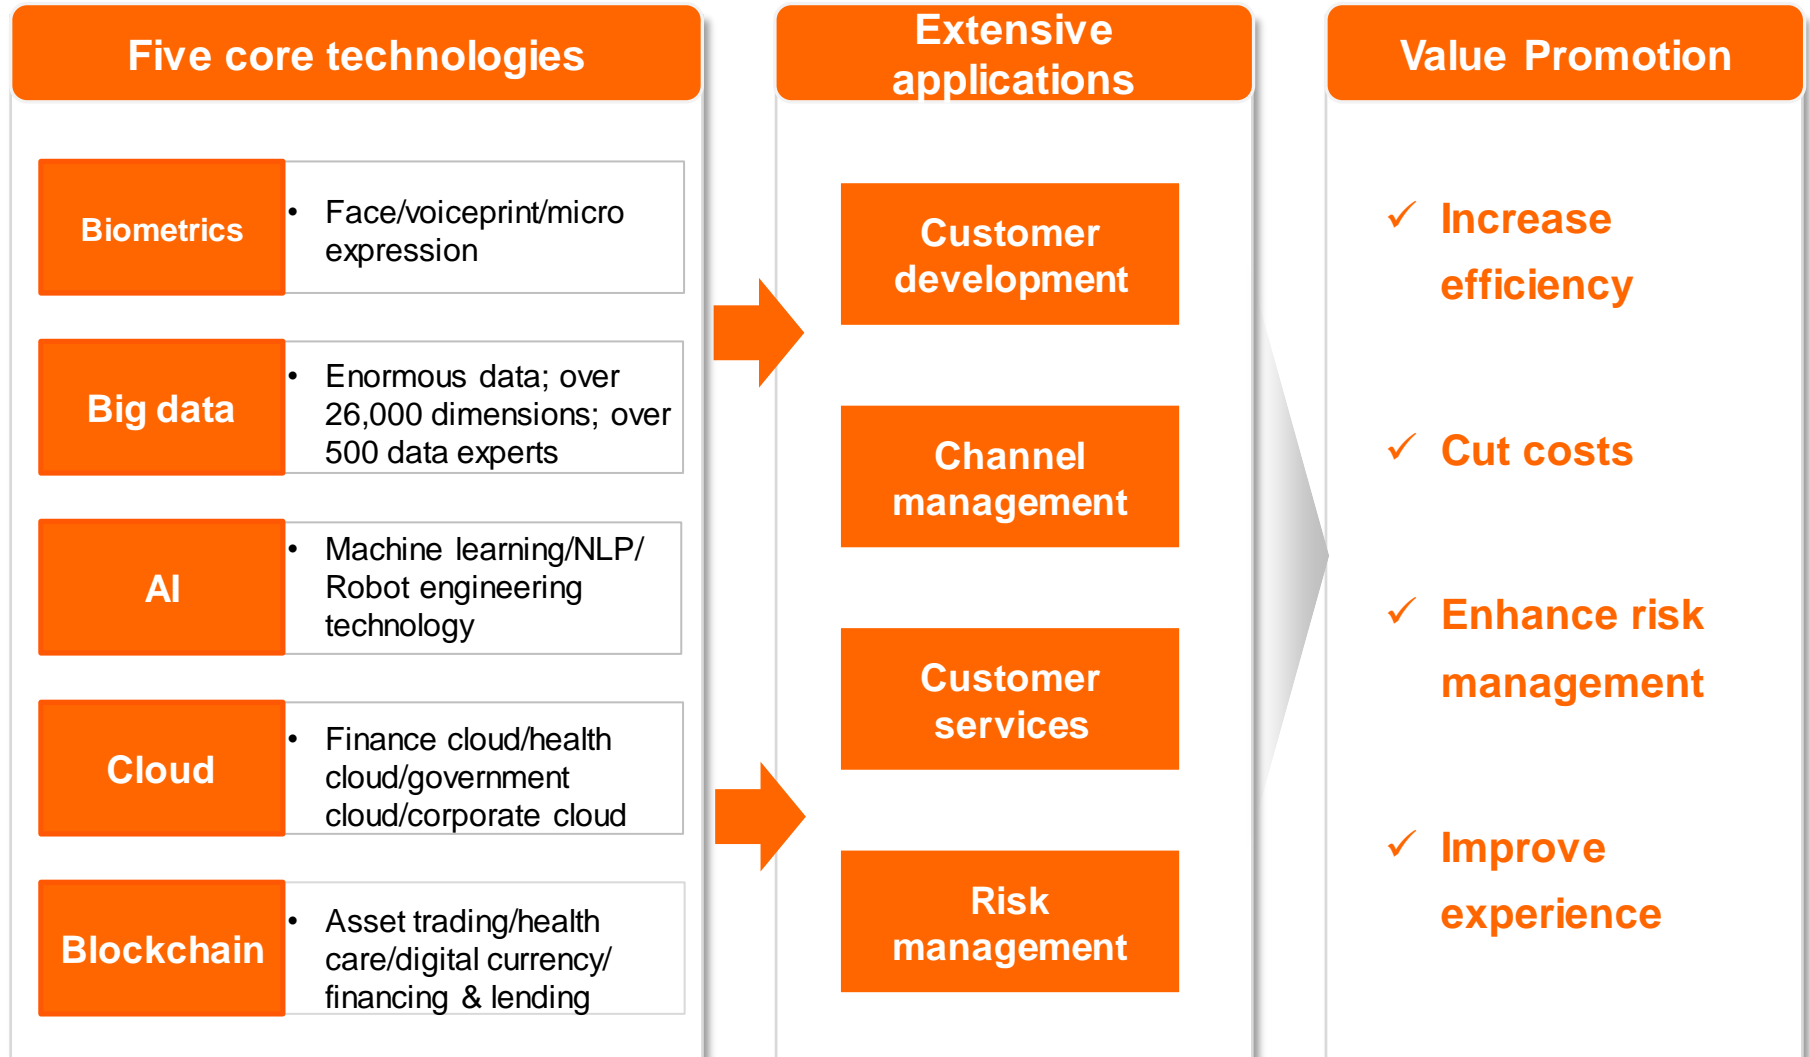 Five core technologies
Biometrics
• Face/voiceprint/micro
expression
Big data
• Enormous data; over
26,000 dimensions; over
500 data experts
AI
• Machine learning/NLP/
Robot engineering
technology
Cloud
• Finance cloud/health
cloud/government
cloud/corporate cloud
Blockchain
• Asset trading/health
care/digital currency/
financing & lending
Extensive
applications
Customer
development
Channel
management
Customer
services
Risk
management
Value Promotion
✓ Increase
efficiency
✓ Cut costs
✓ Enhance risk
management
✓ Improve
experience